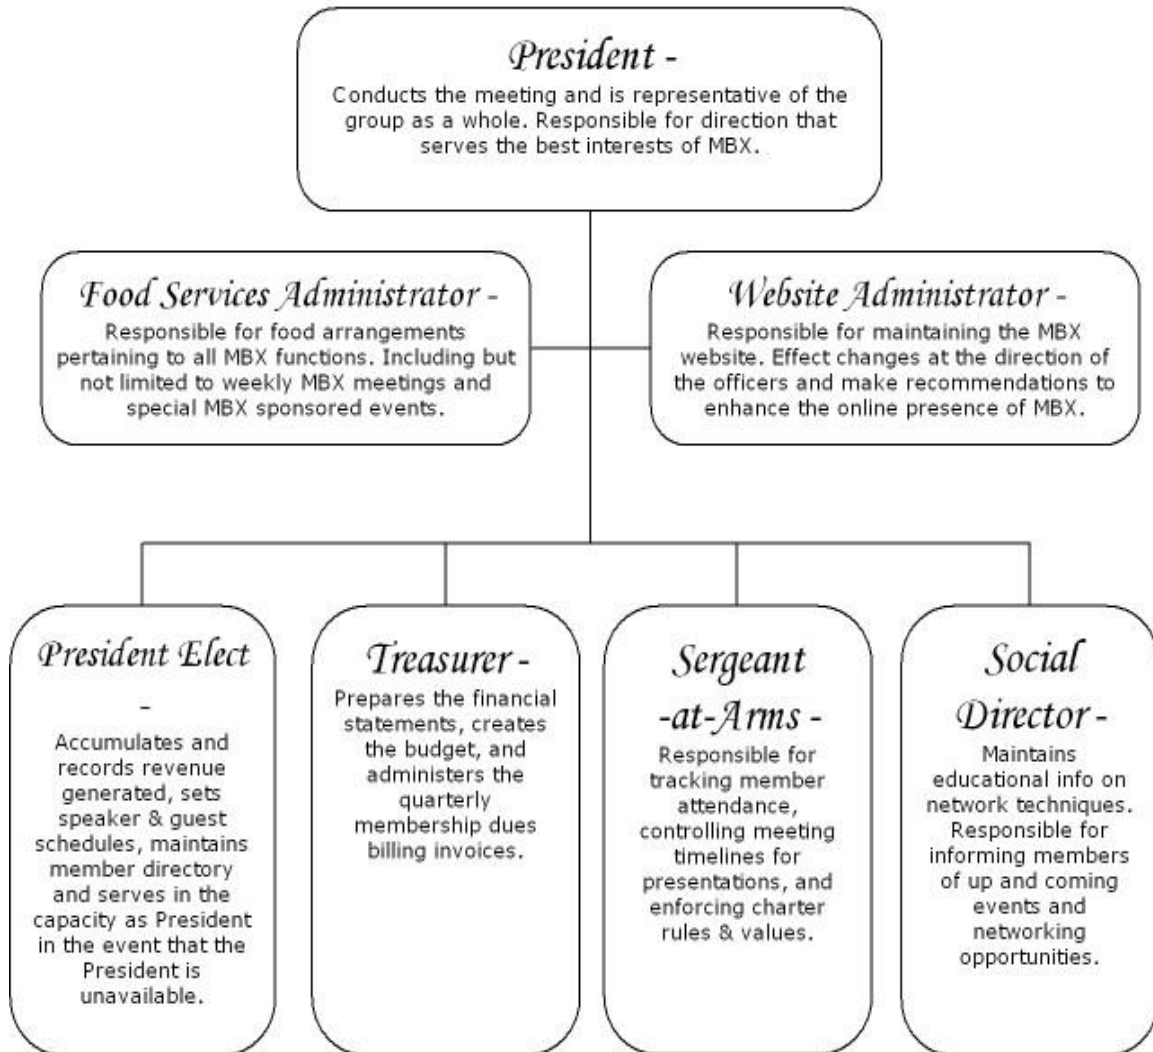 President -
Conducts the meeting and is representative of the
group as a whole. Responsible for direction that
serves the best interests of MBX.
Food Services Administrator -
Responsible for food arrangements
pertaining to all MBX functions. Including but
not limited to weekly MBX meetings and
special MBX sponsored events.
Website Administrator -
Responsible for maintaining the MBX
website. Effect changes at the direction of
the officers and make recommendations to
enhance the online presence of MBX.
President Elect
-
Accumulates and
records revenue
generated, sets
speaker & guest
schedules, maintains
member directory
and serves in the
capacity as President
in the event that the
President is
unavailable.
Treasurer -
Prepares the financial
statements, creates
the budget, and
administers the
quarterly
membership dues
billing invoices.
Sergeant
-at-Arms -
Responsible for
tracking member
attendance,
controlling meeting
timelines for
presentations, and
enforcing charter
rules & values.
Social
Director -
Maintains
educational info on
network techniques.
Responsible for
informing members
of up and coming
events and
networking
opportunities.